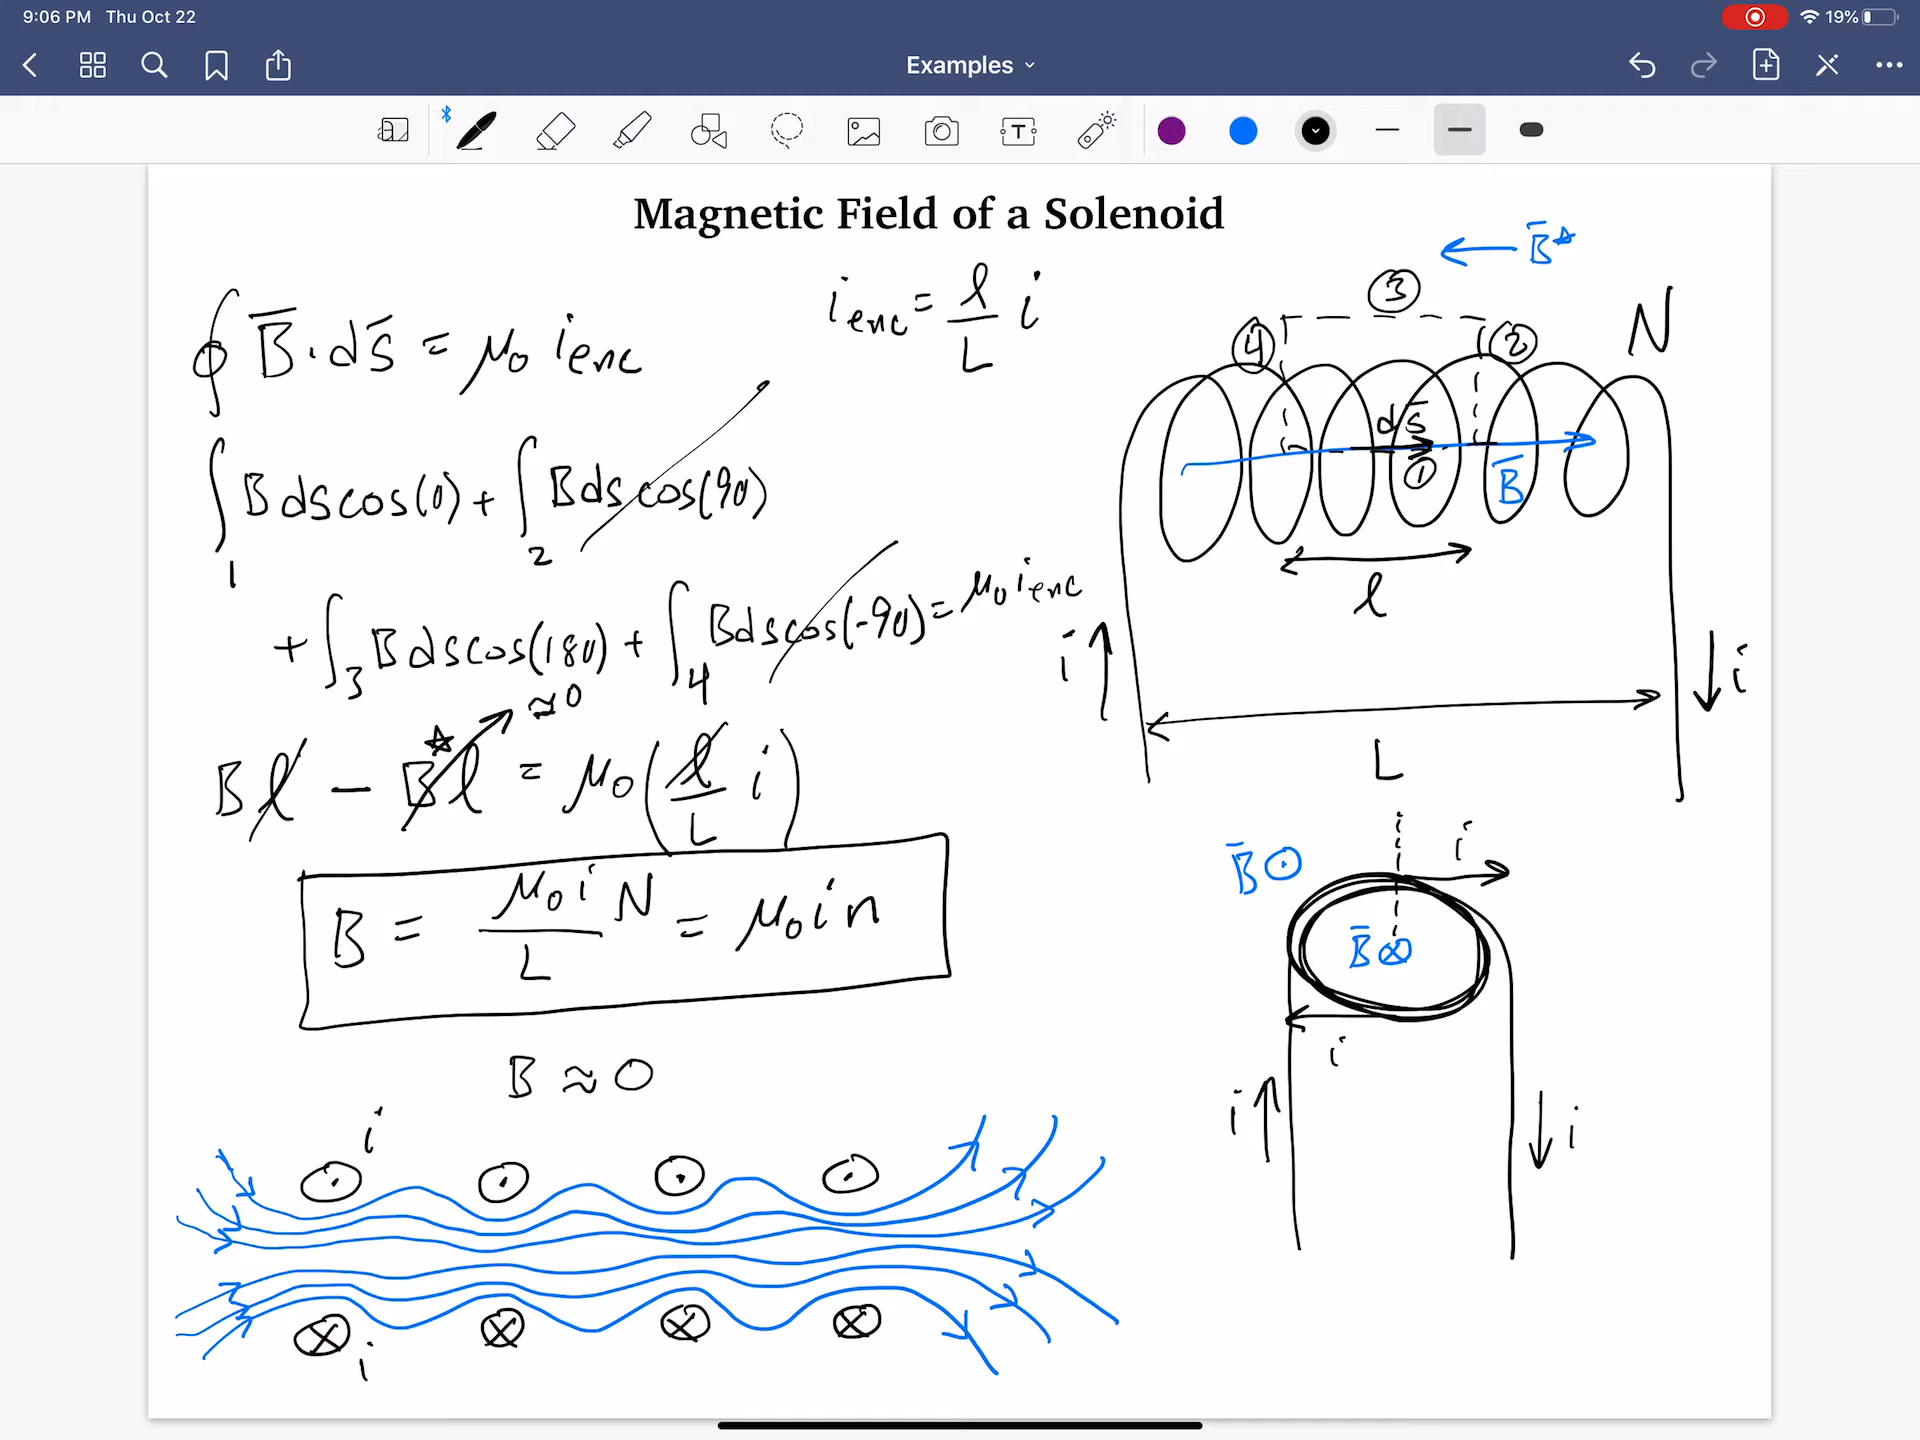 9:06 PM Thu Oct 22
19%
Examples
Magnetic Field of a Solenoid
∮ B̄ · ds̄ = μ₀ i_enc
i_enc = l/L i
∫₁ B ds cos(0) + ∫₂ B ds cos(90)
+ ∫₃ B ds cos(180) + ∫₄ B ds cos(-90) = μ₀ i_enc
≈0
B l − B* l = μ₀ (l/L i)
B = μ₀ i N / L = μ₀ i n
B ≈ 0
i
i
B̄*
3
4
2
N
ds̄
1
B̄
l
i
i
L
i
B̄
B̄
i
i
i